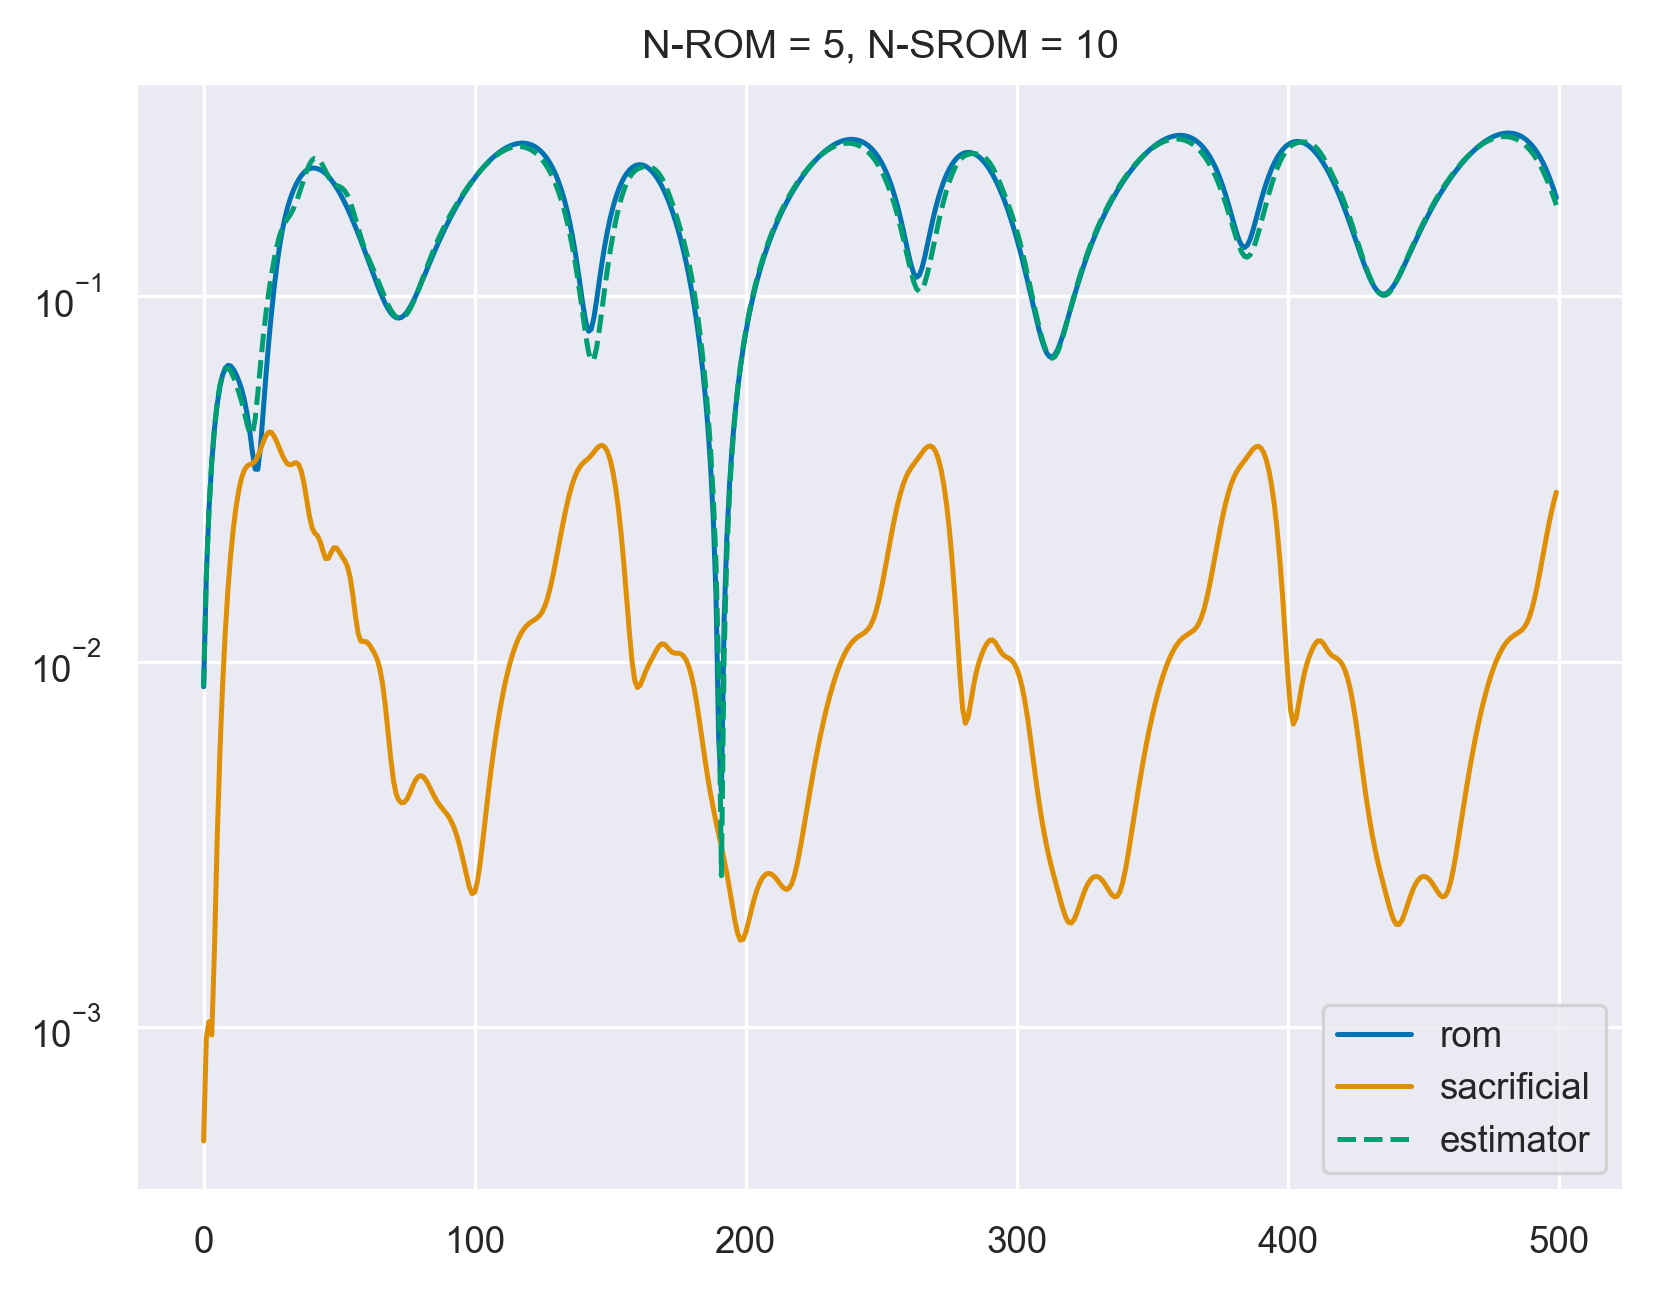 N-ROM = 5, N-SROM = 10
10⁻¹
10⁻²
10⁻³
0 100 200 300 400 500
rom
sacrificial
estimator